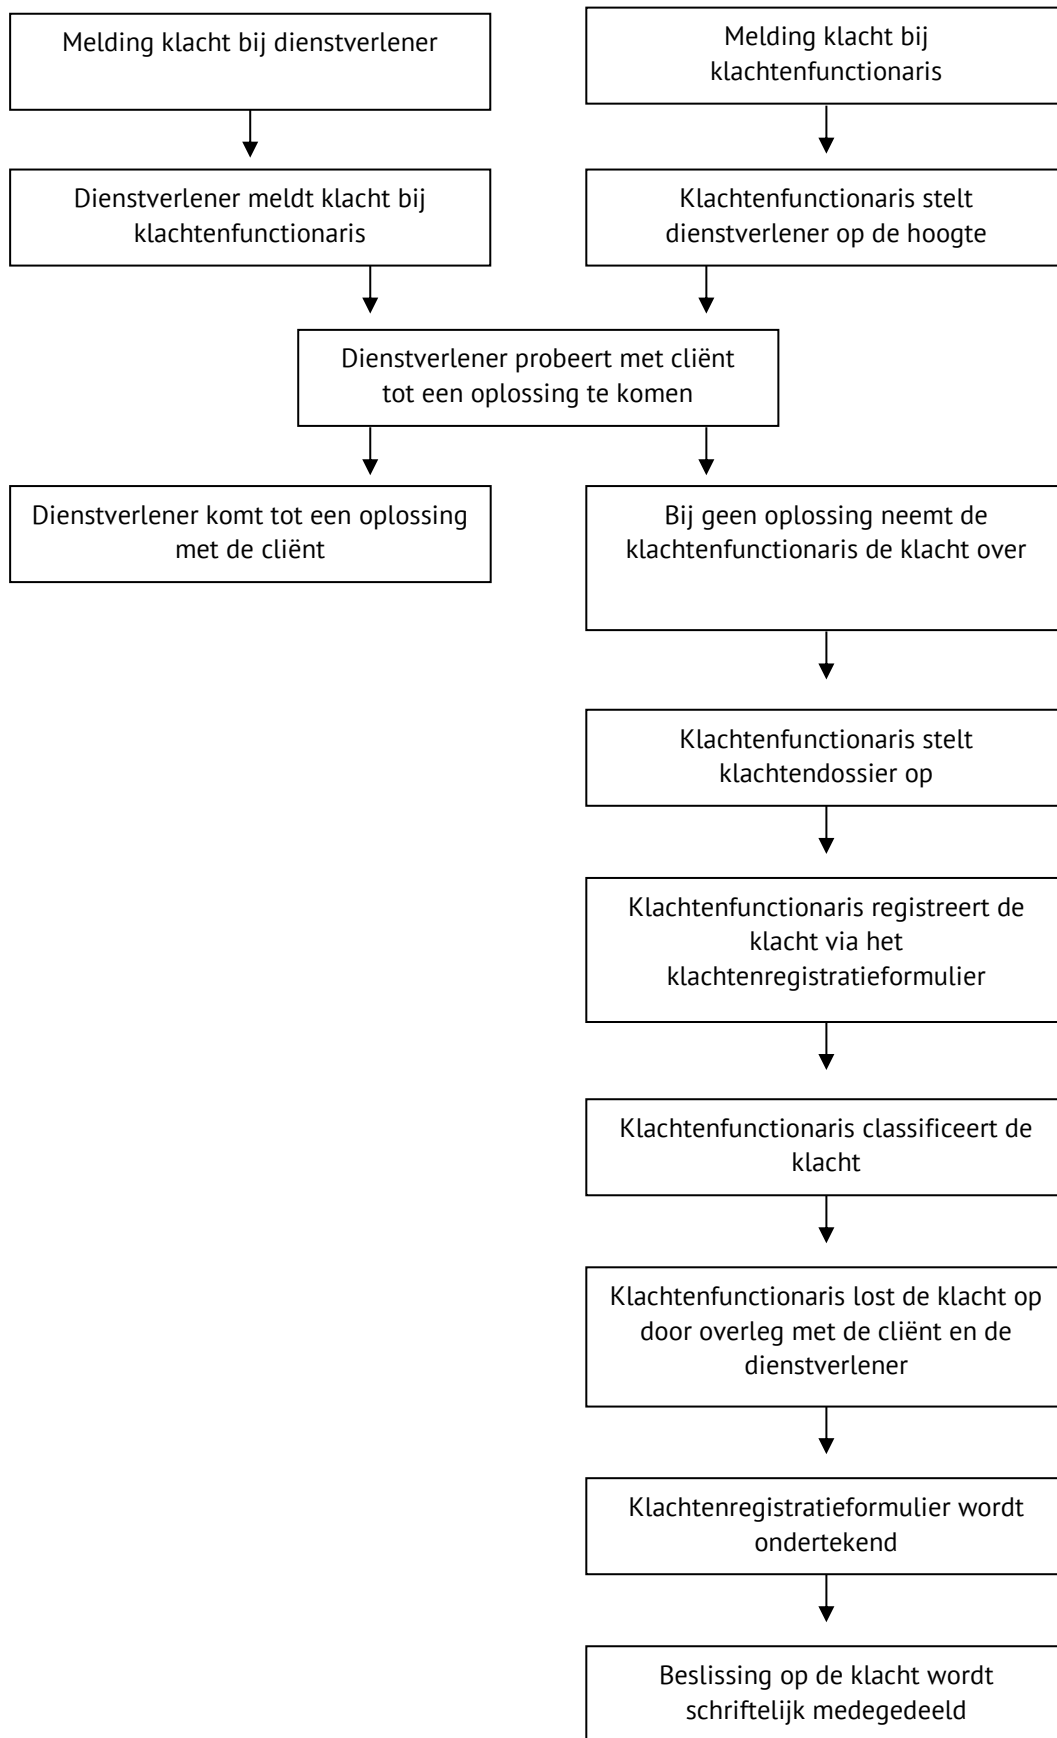 Melding klacht bij dienstverlener
Melding klacht bij
klachtenfunctionaris
Dienstverlener meldt klacht bij
klachtenfunctionaris
Klachtenfunctionaris stelt
dienstverlener op de hoogte
Dienstverlener probeert met cliënt
tot een oplossing te komen
Dienstverlener komt tot een oplossing
met de cliënt
Bij geen oplossing neemt de
klachtenfunctionaris de klacht over
Klachtenfunctionaris stelt
klachtendossier op
Klachtenfunctionaris registreert de
klacht via het
klachtenregistratieformulier
Klachtenfunctionaris classificeert de
klacht
Klachtenfunctionaris lost de klacht op
door overleg met de cliënt en de
dienstverlener
Klachtenregistratieformulier wordt
ondertekend
Beslissing op de klacht wordt
schriftelijk medegedeeld